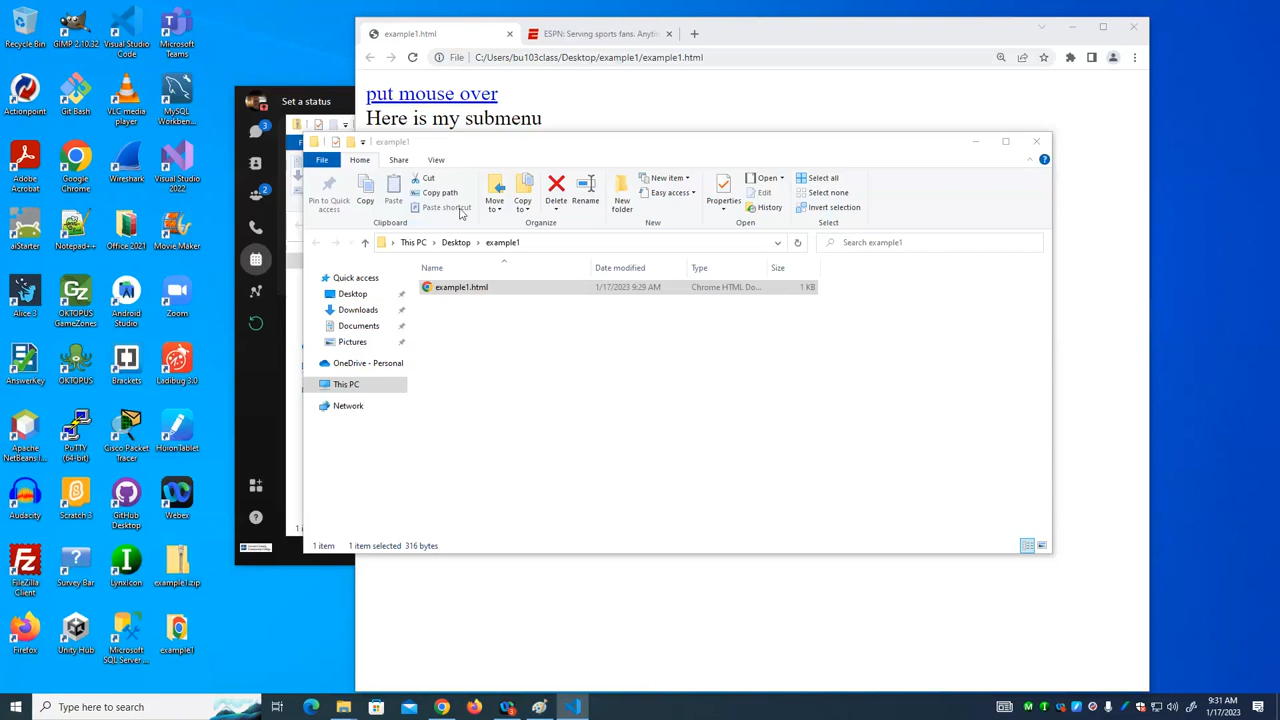 Recycle Bin
GIMP 2.10.32
Visual Studio Code
Microsoft Teams
Actionpoint
Git Bash
VLC media player
MySQL Workben...
Adobe Acrobat
Google Chrome
Wireshark
Visual Studio 2022
aiStarter
Notepad++
Office 2021
Movie Maker
Alice 3
OKTOPUS GameZones
Android Studio
Zoom
AnswerKey
OKTOPUS
Brackets
Ladibug 3.0
Apache NetBeans I...
PuTTY (64-bit)
Cisco Packet Tracer
HuionTablet
Audacity
Scratch 3
GitHub Desktop
Webex
FileZilla Client
Survey Bar
LynxIcon
example1.zip
Firefox
Unity Hub
Microsoft SQL Server ...
example1
Set a status
3
2
example1.html
ESPN: Serving sports fans. Anytim
File
C:/Users/bu103class/Desktop/example1/example1.html
put mouse over
Here is my submenu
example1
File Home Share View
Pin to Quick access
Copy
Paste
Cut
Copy path
Paste shortcut
Clipboard
Move to
Copy to
Delete
Rename
Organize
New folder
New item
Easy access
New
Properties
Open
Edit
History
Open
Select all
Select none
Invert selection
Select
This PC
Desktop
example1
Search example1
Name Date modified Type Size
example1.html 1/17/2023 9:29 AM Chrome HTML Do... 1 KB
Quick access
Desktop
Downloads
Documents
Pictures
OneDrive - Personal
This PC
Network
1 item 1 item selected 316 bytes
Type here to search
9:31 AM
1/17/2023